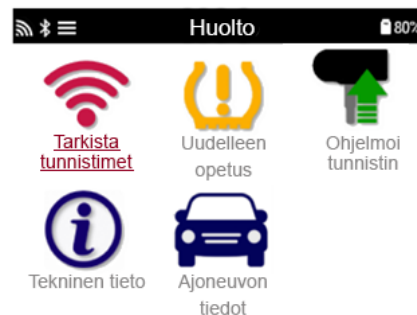 Huolto
80%
Tarkista
tunnistimet
Uudelleen
opetus
Ohjelmoi
tunnistin
Tekninen tieto
Ajoneuvon
tiedot